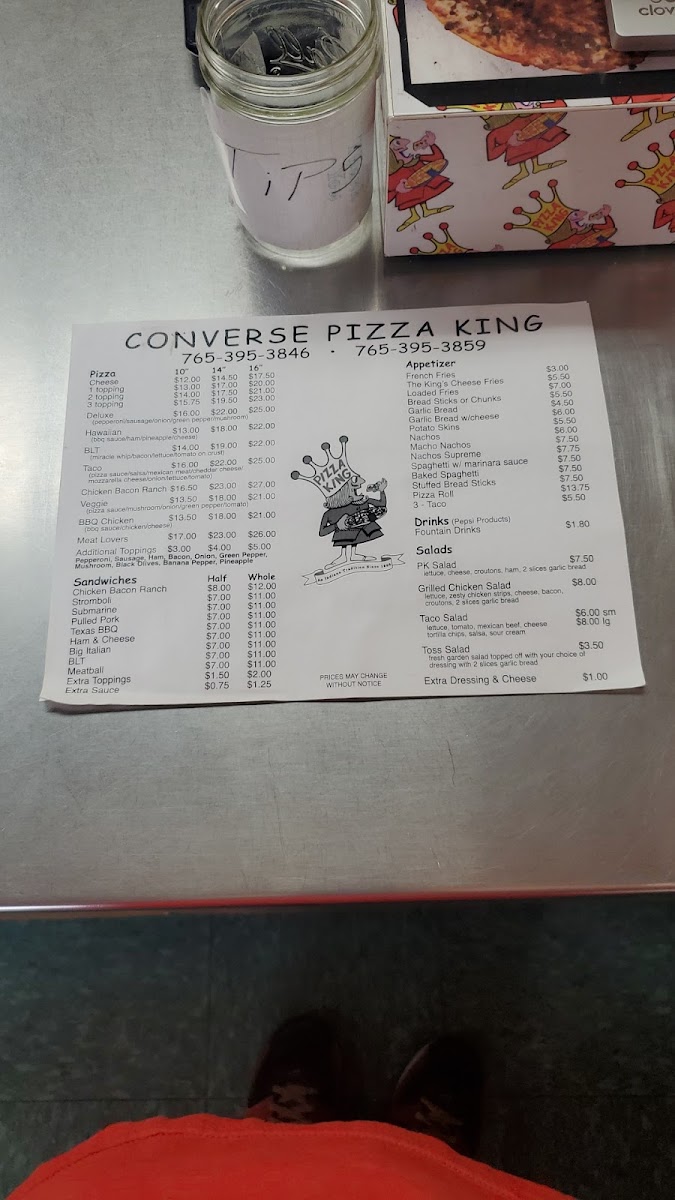 clov
TiPS
PIZZA KING
PIZZA KING
PIZZA KING
CONVERSE PIZZA KING
765-395-3846 · 765-395-3859
Pizza 10" 14" 16"
Cheese $12.00 $14.50 $17.50
1 topping $13.00 $17.00 $20.00
2 topping $14.00 $17.50 $21.00
3 topping $15.75 $19.50 $23.00
Deluxe $16.00 $22.00 $25.00
(pepperoni/sausage/onion/green pepper/mushroom)
Hawaiian $13.00 $18.00 $22.00
(bbq sauce/ham/pineapple/cheese)
BLT $14.00 $19.00 $22.00
(miracle whip/bacon/lettuce/tomato on crust)
Taco $16.00 $22.00 $25.00
(pizza sauce/salsa/mexican meat/cheddar cheese/
mozzarella cheese/onion/lettuce/tomato)
Chicken Bacon Ranch $16.50 $23.00 $27.00
Veggie $13.50 $18.00 $21.00
(pizza sauce/mushroom/onion/green pepper/tomato)
BBQ Chicken $13.50 $18.00 $21.00
(bbq sauce/chicken/cheese)
Meat Lovers $17.00 $23.00 $26.00
Additional Toppings $3.00 $4.00 $5.00
Pepperoni, Sausage, Ham, Bacon, Onion, Green Pepper,
Mushroom, Black Olives, Banana Pepper, Pineapple
Sandwiches Half Whole
Chicken Bacon Ranch $8.00 $12.00
Stromboli $7.00 $11.00
Submarine $7.00 $11.00
Pulled Pork $7.00 $11.00
Texas BBQ $7.00 $11.00
Ham & Cheese $7.00 $11.00
Big Italian $7.00 $11.00
BLT $7.00 $11.00
Meatball $7.00 $11.00
Extra Toppings $1.50 $2.00
Extra Sauce $0.75 $1.25
PIZZA KING
An Indiana Tradition Since
PRICES MAY CHANGE
WITHOUT NOTICE
Appetizer
French Fries $3.00
The King's Cheese Fries $5.50
Loaded Fries $7.00
Bread Sticks or Chunks $5.50
Garlic Bread $4.50
Garlic Bread w/cheese $6.00
Potato Skins $5.50
Nachos $6.00
Macho Nachos $7.50
Nachos Supreme $7.75
Spaghetti w/ marinara sauce $7.50
Baked Spaghetti $7.50
Stuffed Bread Sticks $7.50
Pizza Roll $13.75
3 - Taco $5.50
Drinks (Pepsi Products)
Fountain Drinks $1.80
Salads
PK Salad $7.50
lettuce, cheese, croutons, ham, 2 slices garlic bread
Grilled Chicken Salad $8.00
lettuce, zesty chicken strips, cheese, bacon,
croutons, 2 slices garlic bread
Taco Salad $6.00 sm
lettuce, tomato, mexican beef, cheese $8.00 lg
tortilla chips, salsa, sour cream
Toss Salad $3.50
fresh garden salad topped off with your choice of
dressing with 2 slices garlic bread
Extra Dressing & Cheese $1.00